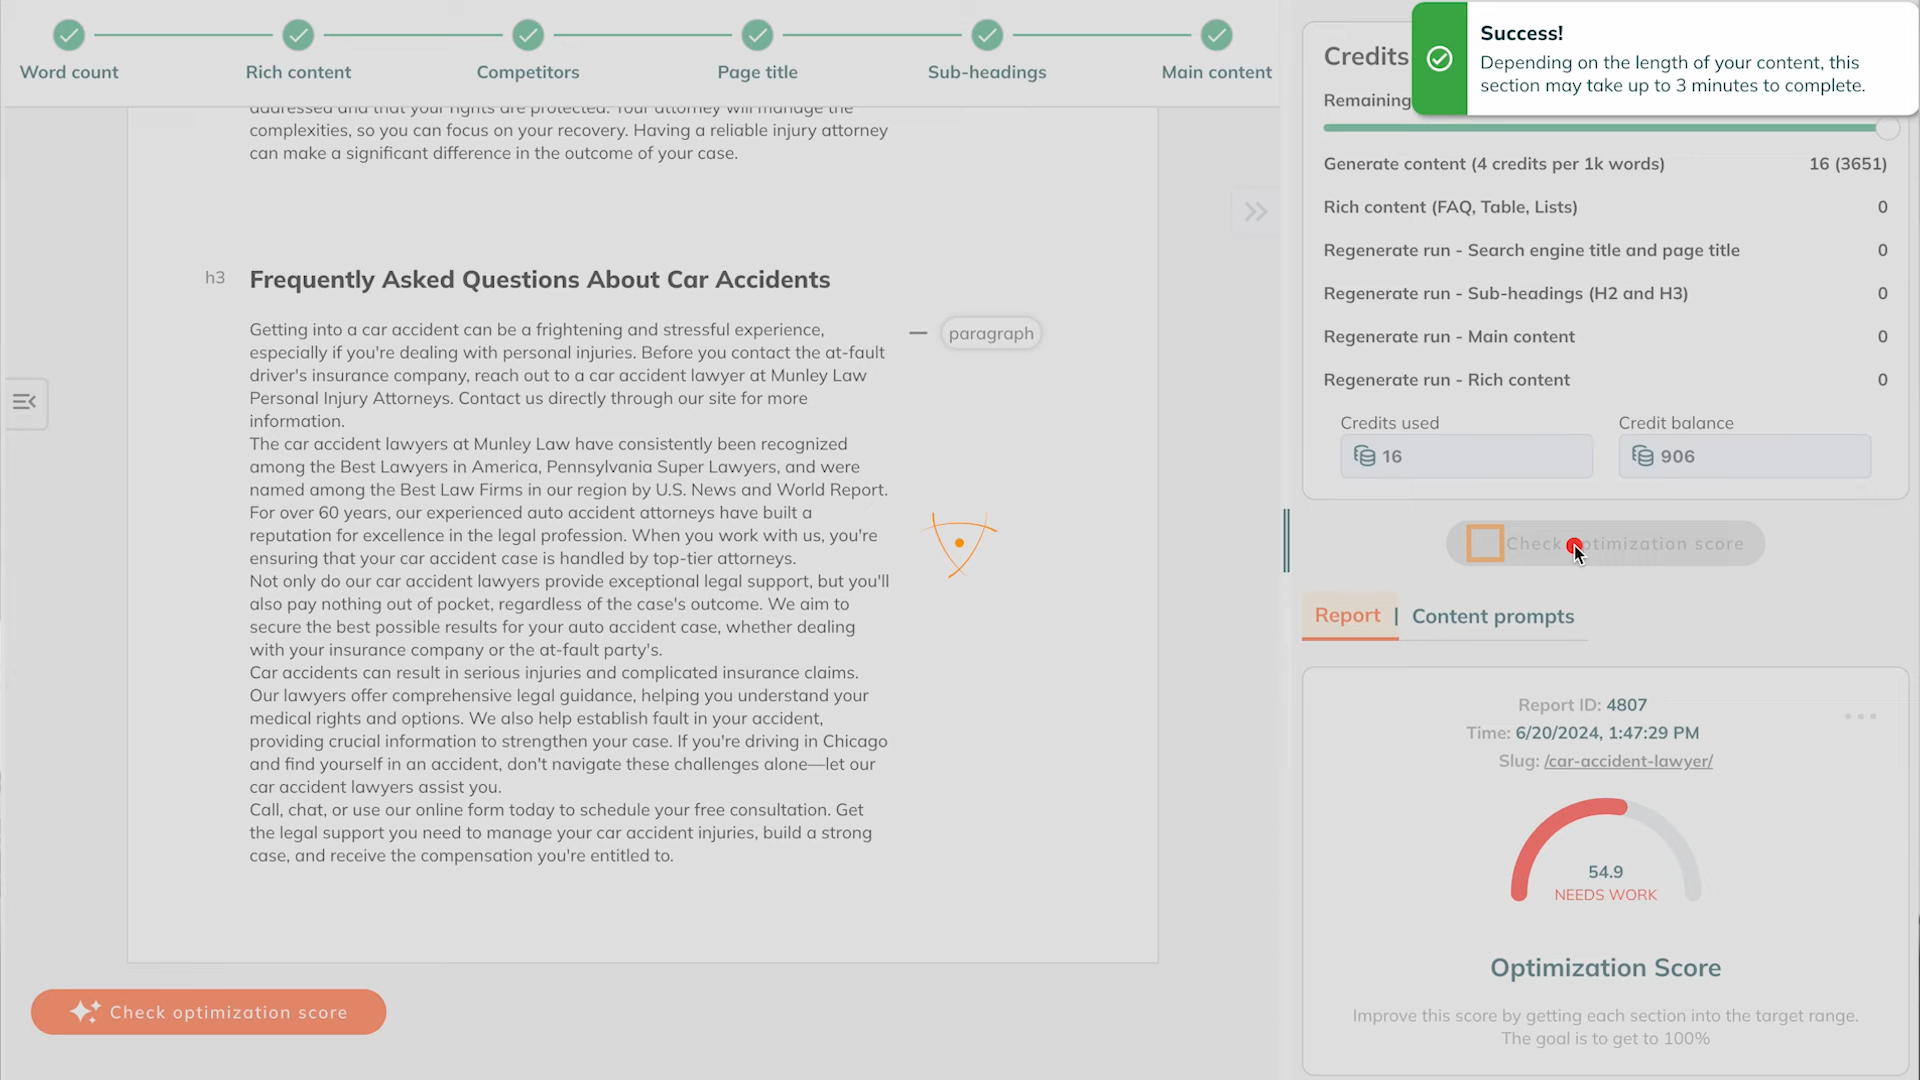 Word count
Rich content
Competitors
Page title
Sub-headings
Main content
addressed and that your rights are protected. Your attorney will manage the
complexities, so you can focus on your recovery. Having a reliable injury attorney
can make a significant difference in the outcome of your case.
h3
Frequently Asked Questions About Car Accidents
Getting into a car accident can be a frightening and stressful experience,
especially if you're dealing with personal injuries. Before you contact the at-fault
driver's insurance company, reach out to a car accident lawyer at Munley Law
Personal Injury Attorneys. Contact us directly through our site for more
information.
The car accident lawyers at Munley Law have consistently been recognized
among the Best Lawyers in America, Pennsylvania Super Lawyers, and were
named among the Best Law Firms in our region by U.S. News and World Report.
For over 60 years, our experienced auto accident attorneys have built a
reputation for excellence in the legal profession. When you work with us, you're
ensuring that your car accident case is handled by top-tier attorneys.
Not only do our car accident lawyers provide exceptional legal support, but you'll
also pay nothing out of pocket, regardless of the case's outcome. We aim to
secure the best possible results for your auto accident case, whether dealing
with your insurance company or the at-fault party's.
Car accidents can result in serious injuries and complicated insurance claims.
Our lawyers offer comprehensive legal guidance, helping you understand your
medical rights and options. We also help establish fault in your accident,
providing crucial information to strengthen your case. If you're driving in Chicago
and find yourself in an accident, don't navigate these challenges alone—let our
car accident lawyers assist you.
Call, chat, or use our online form today to schedule your free consultation. Get
the legal support you need to manage your car accident injuries, build a strong
case, and receive the compensation you're entitled to.
paragraph
Check optimization score
Success!
Depending on the length of your content, this
section may take up to 3 minutes to complete.
Credits
Remaining
Generate content (4 credits per 1k words) 16 (3651)
Rich content (FAQ, Table, Lists) 0
Regenerate run - Search engine title and page title 0
Regenerate run - Sub-headings (H2 and H3) 0
Regenerate run - Main content 0
Regenerate run - Rich content 0
Credits used
16
Credit balance
906
Check optimization score
Report | Content prompts
Report ID: 4807
Time: 6/20/2024, 1:47:29 PM
Slug: /car-accident-lawyer/
54.9
NEEDS WORK
Optimization Score
Improve this score by getting each section into the target range.
The goal is to get to 100%